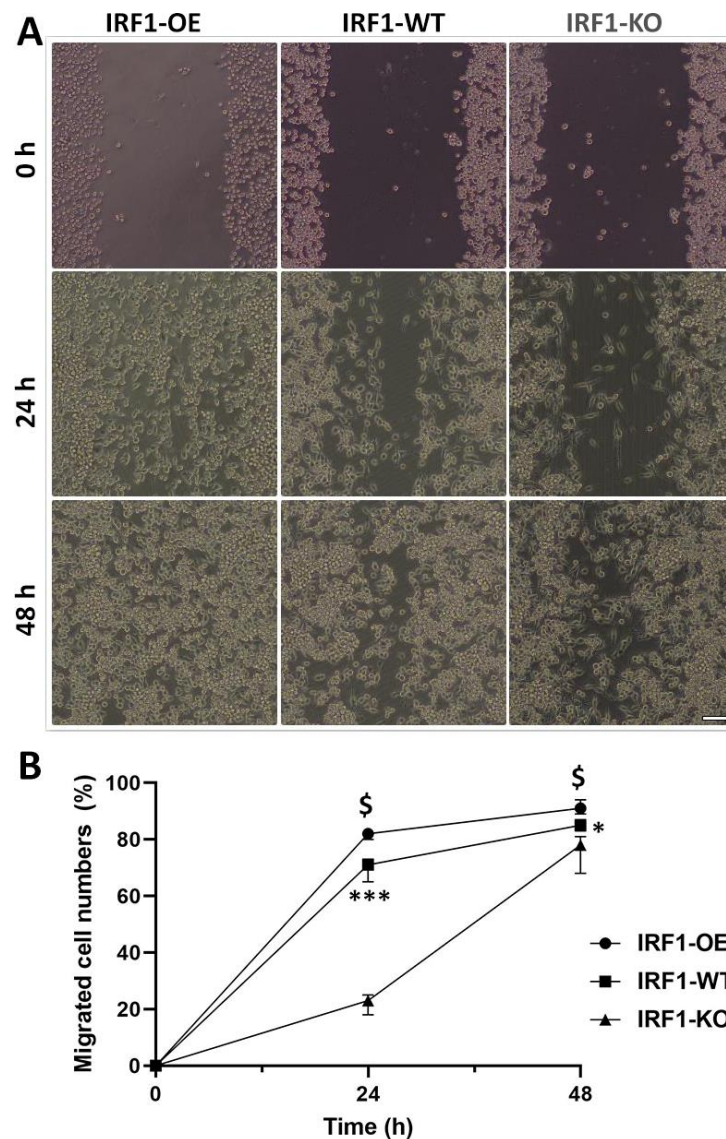 A
IRF1-OE IRF1-WT IRF1-KO
0 h
24 h
48 h
B
Migrated cell numbers (%)
100
80
60
40
20
0
$
$
***
*
IRF1-OE
IRF1-WT
IRF1-KO
0 24 48
Time (h)